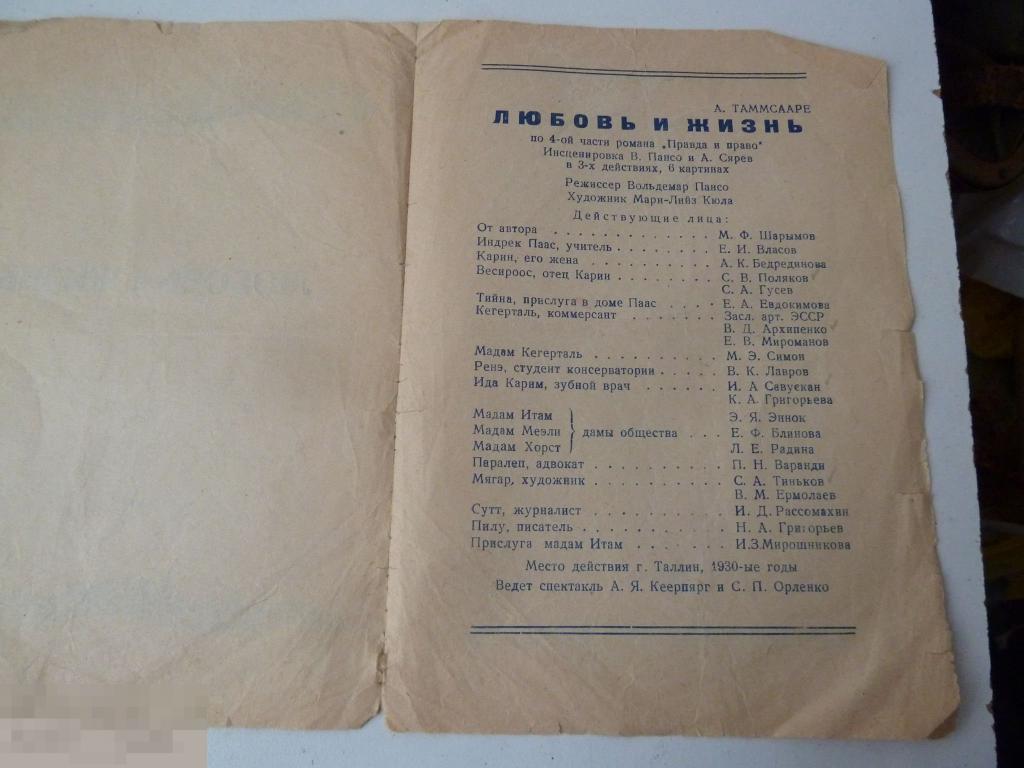 А. ТАММСААРЕ
ЛЮБОВЬ И ЖИЗНЬ
по 4-ой части романа „Правда и право"
Инсценировка В. Пансо и А. Сярев
в 3-х действиях, 6 картинах
Режиссер Вольдемар Пансо
Художник Мари-Лийз Кюла
Действующие лица:
От автора . . . . . . . . . . . . . М. Ф. Шарымов
Индрек Паас, учитель . . . . . . . . Е. И. Власов
Карин, его жена . . . . . . . . . . А. К. Бедрединова
Весироос, отец Карин . . . . . . . . С. В. Поляков
С. А. Гусев
Тийна, прислуга в доме Паас . . . . Е. А. Евдокимова
Кегерталь, коммерсант . . . . . . . Засл. арт. ЭССР
В. Д. Архипенко
Е. В. Мироманов
Мадам Кегерталь . . . . . . . . . . М. Э. Симон
Ренэ, студент консерватории . . . . . В. К. Лавров
Ида Карим, зубной врач . . . . . . И. А Савускан
К. А. Григорьева
Мадам Итам Э. Я. Эннок
Мадам Меэли } дамы общества . . . Е. Ф. Блинова
Мадам Хорст Л. Е. Радина
Паралеп, адвокат . . . . . . . . . . П. Н. Варанди
Мягар, художник . . . . . . . . . . С. А. Тиньков
В. М. Ермолаев
Сутт, журналист . . . . . . . . . . И. Д. Рассомахин
Пилу, писатель . . . . . . . . . . . Н. А. Григорьев
Прислуга мадам Итам . . . . . . . И.З.Мирошникова
Место действия г. Таллин, 1930-ые годы
Ведет спектакль А. Я. Кеерпярг и С. П. Орленко